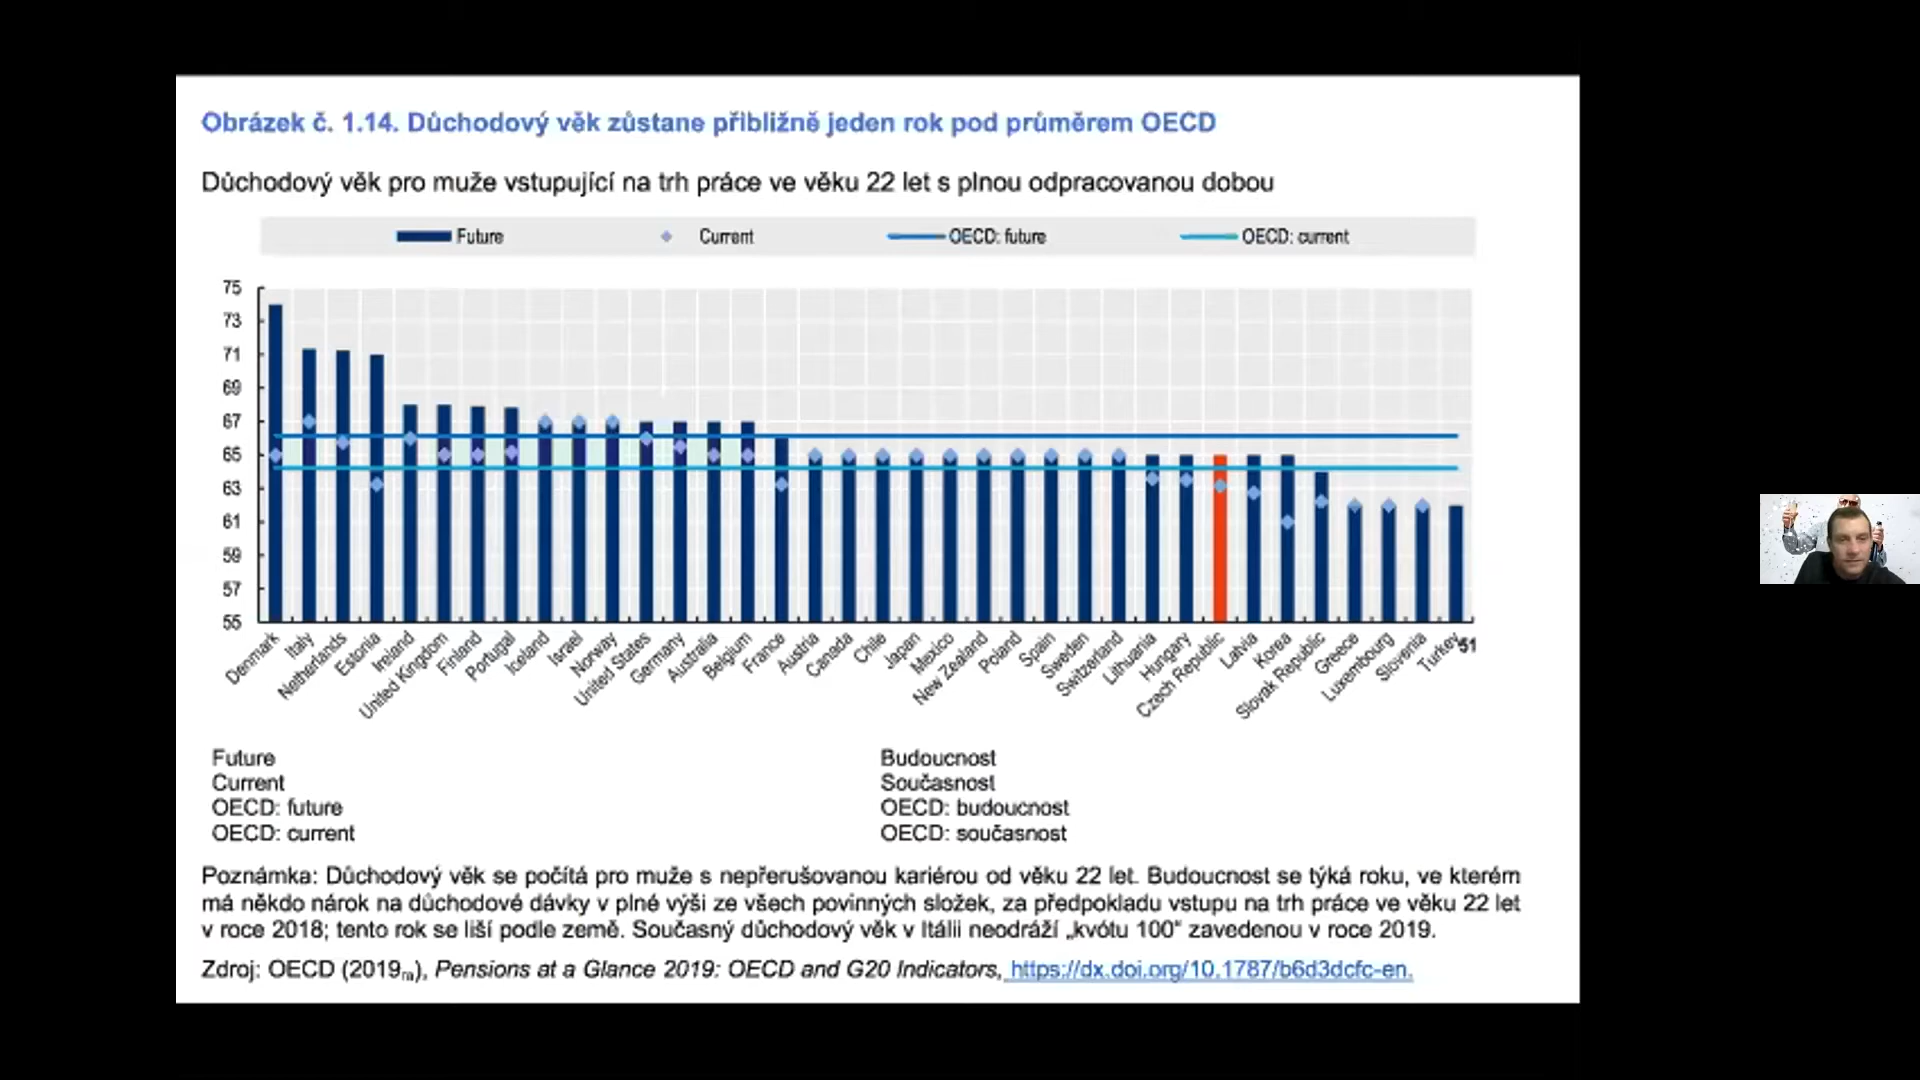 Obrázek č. 1.14. Důchodový věk zůstane přibližně jeden rok pod průměrem OECD
Důchodový věk pro muže vstupující na trh práce ve věku 22 let s plnou odpracovanou dobou
Future Current OECD: future OECD: current
75
73
71
69
67
65
63
61
59
57
55
Denmark Italy Netherlands Estonia Ireland United Kingdom Finland Portugal Iceland Israel Norway United States Germany Australia Belgium France Austria Canada Chile Japan Mexico New Zealand Poland Spain Sweden Switzerland Lithuania Hungary Czech Republic Latvia Korea Slovak Republic Greece Luxembourg Slovenia Turkey 51
Future Budoucnost
Current Současnost
OECD: future OECD: budoucnost
OECD: current OECD: současnost
Poznámka: Důchodový věk se počítá pro muže s nepřerušovanou kariérou od věku 22 let. Budoucnost se týká roku, ve kterém
má někdo nárok na důchodové dávky v plné výši ze všech povinných složek, za předpokladu vstupu na trh práce ve věku 22 let
v roce 2018; tento rok se liší podle země. Současný důchodový věk v Itálii neodráží „kvótu 100“ zavedenou v roce 2019.
Zdroj: OECD (2019), Pensions at a Glance 2019: OECD and G20 Indicators, https://dx.doi.org/10.1787/b6d3dcfc-en.